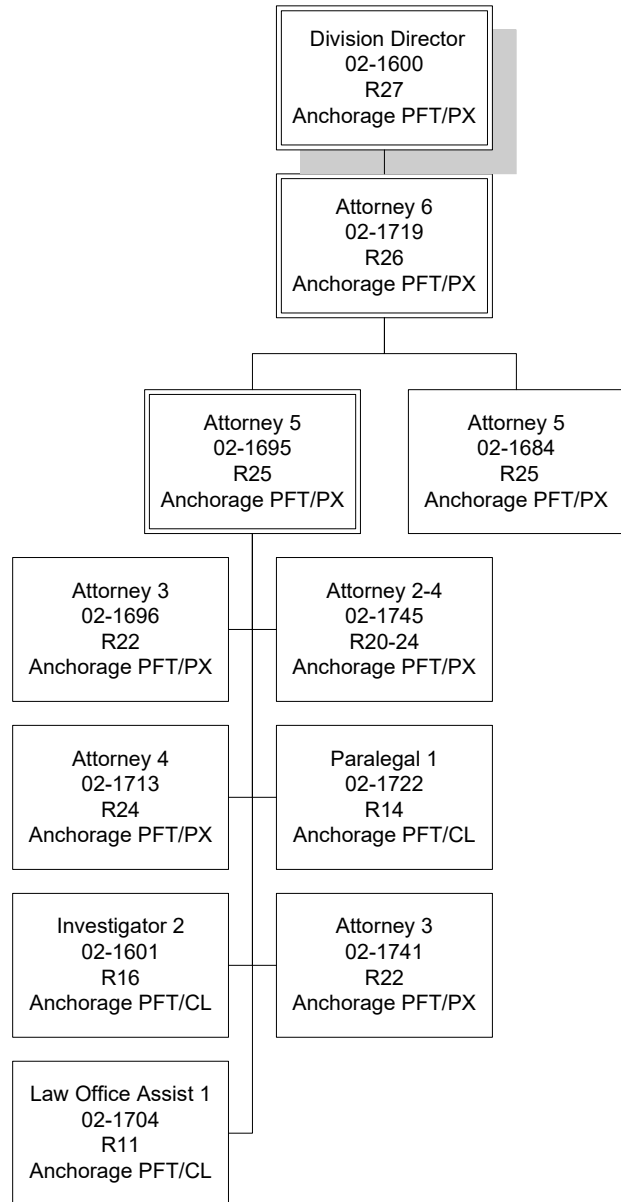 Division Director
02-1600
R27
Anchorage PFT/PX
Attorney 6
02-1719
R26
Anchorage PFT/PX
Attorney 5
02-1695
R25
Anchorage PFT/PX
Attorney 5
02-1684
R25
Anchorage PFT/PX
Attorney 3
02-1696
R22
Anchorage PFT/PX
Attorney 2-4
02-1745
R20-24
Anchorage PFT/PX
Attorney 4
02-1713
R24
Anchorage PFT/PX
Paralegal 1
02-1722
R14
Anchorage PFT/CL
Investigator 2
02-1601
R16
Anchorage PFT/CL
Attorney 3
02-1741
R22
Anchorage PFT/PX
Law Office Assist 1
02-1704
R11
Anchorage PFT/CL